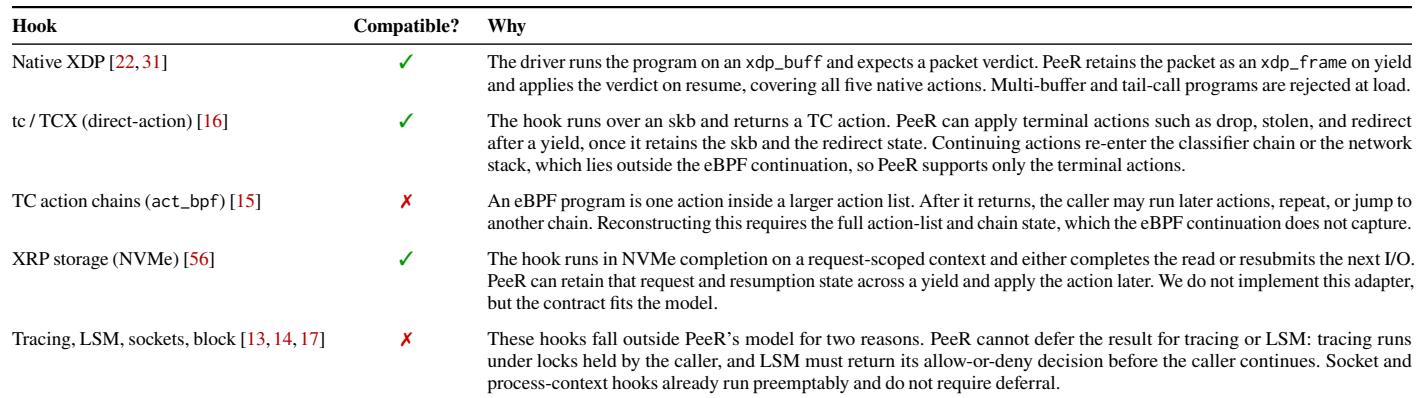 Hook Compatible? Why
Native XDP [22, 31] ✓ The driver runs the program on an xdp_buff and expects a packet verdict. PeeR retains the packet as an xdp_frame on yield
and applies the verdict on resume, covering all five native actions. Multi-buffer and tail-call programs are rejected at load.
tc / TCX (direct-action) [16] ✓ The hook runs over an skb and returns a TC action. PeeR can apply terminal actions such as drop, stolen, and redirect
after a yield, once it retains the skb and the redirect state. Continuing actions re-enter the classifier chain or the network
stack, which lies outside the eBPF continuation, so PeeR supports only the terminal actions.
TC action chains (act_bpf) [15] ✗ An eBPF program is one action inside a larger action list. After it returns, the caller may run later actions, repeat, or jump to
another chain. Reconstructing this requires the full action-list and chain state, which the eBPF continuation does not capture.
XRP storage (NVMe) [56] ✓ The hook runs in NVMe completion on a request-scoped context and either completes the read or resubmits the next I/O.
PeeR can retain that request and resumption state across a yield and apply the action later. We do not implement this adapter,
but the contract fits the model.
Tracing, LSM, sockets, block [13, 14, 17] ✗ These hooks fall outside PeeR's model for two reasons. PeeR cannot defer the result for tracing or LSM: tracing runs
under locks held by the caller, and LSM must return its allow-or-deny decision before the caller continues. Socket and
process-context hooks already run preemptably and do not require deferral.